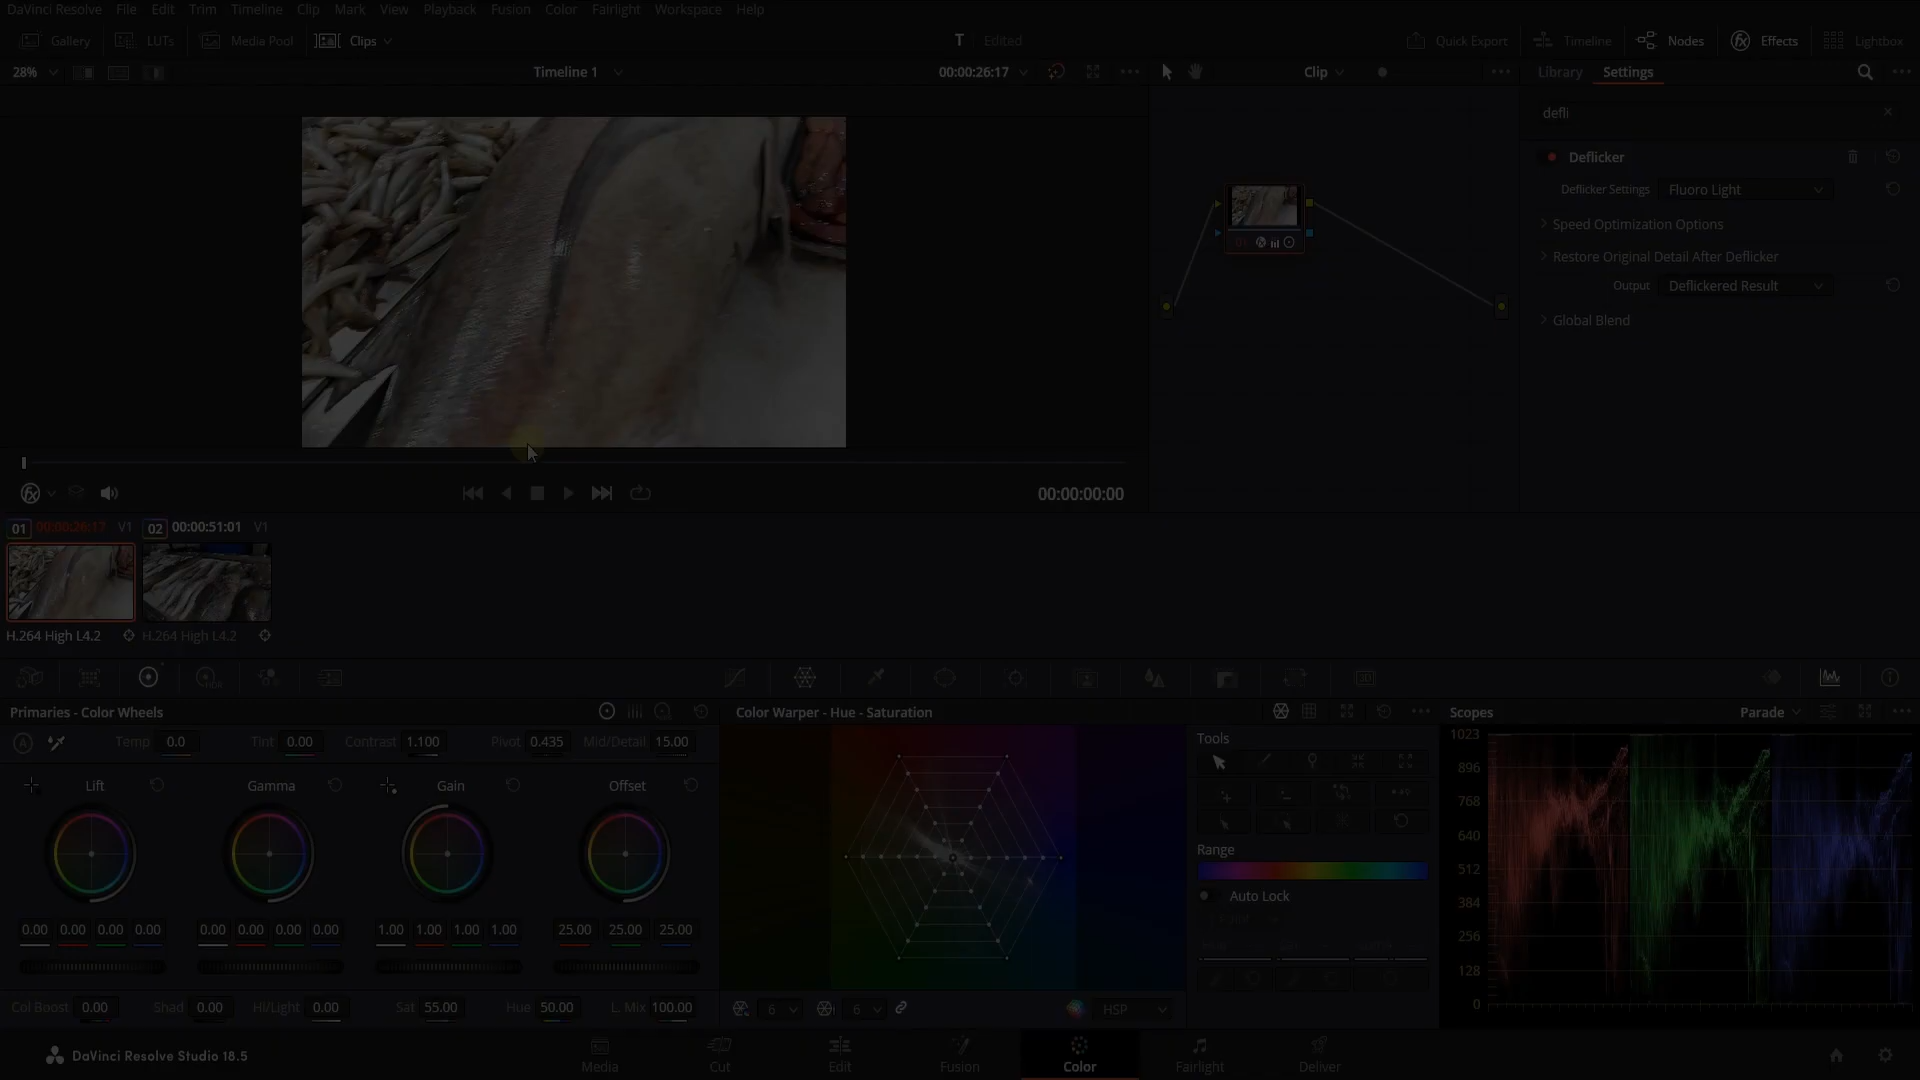 DaVinci Resolve File Edit Trim Timeline Clip Mark View Playback Fusion Color Fairlight Workspace Help
Gallery LUTs Media Pool Clips T Edited Quick Export Timeline Nodes Effects Lightbox
28% Timeline 1 00:00:26:17 Clip Library Settings
defli
Deflicker
Deflicker Settings Fluoro Light
Speed Optimization Options
Restore Original Detail After Deflicker
Output Deflickered Result
Global Blend
00:00:00:00
01 00:00:26:17 V1 02 00:00:51:01 V1
H.264 High L4.2 H.264 High L4.2
Primaries - Color Wheels Color Warper - Hue - Saturation Scopes Parade
Temp 0.0 Tint 0.00 Contrast 1.100 Pivot 0.435 Mid/Detail 15.00
Lift Gamma Gain Offset
0.00 0.00 0.00 0.00 0.00 0.00 0.00 0.00 1.00 1.00 1.00 1.00 25.00 25.00 25.00
Col Boost 0.00 Shad 0.00 Hi/Light 0.00 Sat 55.00 Hue 50.00 L. Mix 100.00
6 6 HSP
Tools
Range
Auto Lock
1023
896
768
640
512
384
256
128
0
DaVinci Resolve Studio 18.5
Media Cut Edit Fusion Color Fairlight Deliver